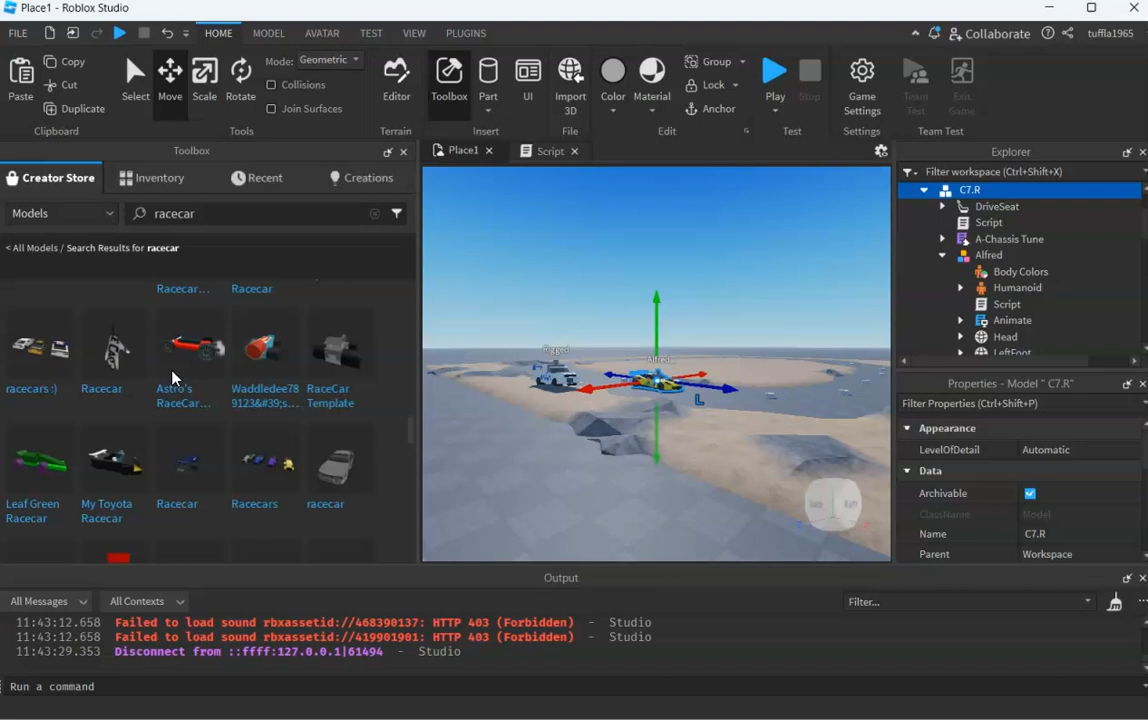 Place1 - Roblox Studio
FILE HOME MODEL AVATAR TEST VIEW PLUGINS Collaborate tuffla1965
Paste Copy Cut Duplicate Select Move Scale Rotate Mode: Geometric Collisions Join Surfaces Editor Toolbox Part UI Import 3D Color Material Group Lock Anchor Play Stop Game Settings Team Test Exit Game
Clipboard Tools Terrain Insert File Edit Test Settings Team Test
Toolbox
Creator Store Inventory Recent Creations
Models racecar
< All Models / Search Results for racecar
Racecar... Racecar
racecars :) Racecar Astro's RaceCar... Waddledee78 9123&#39;s... RaceCar Template
Leaf Green Racecar My Toyota Racecar Racecar Racecars racecar
Place1 Script
Rigged Alfred
L
Explorer
Filter workspace (Ctrl+Shift+X)
C7.R
DriveSeat
Script
A-Chassis Tune
Alfred
Body Colors
Humanoid
Script
Animate
Head
LeftFoot
Properties - Model " C7.R"
Filter Properties (Ctrl+Shift+P)
Appearance
LevelOfDetail Automatic
Data
Archivable
ClassName Model
Name C7.R
Parent Workspace
Output
All Messages All Contexts Filter...
11:43:12.658 Failed to load sound rbxassetid://468390137: HTTP 403 (Forbidden) - Studio
11:43:12.658 Failed to load sound rbxassetid://419901901: HTTP 403 (Forbidden) - Studio
11:43:29.353 Disconnect from ::ffff:127.0.0.1|61494 - Studio
Run a command